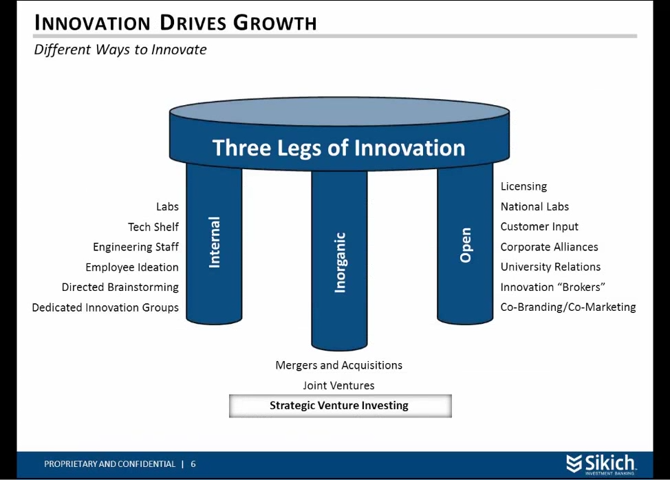 INNOVATION DRIVES GROWTH
Different Ways to Innovate
Three Legs of Innovation
Internal
Labs
Tech Shelf
Engineering Staff
Employee Ideation
Directed Brainstorming
Dedicated Innovation Groups
Inorganic
Mergers and Acquisitions
Joint Ventures
Strategic Venture Investing
Open
Licensing
National Labs
Customer Input
Corporate Alliances
University Relations
Innovation “Brokers”
Co-Branding/Co-Marketing
PROPRIETARY AND CONFIDENTIAL | 6
Sikich
INVESTMENT BANKING